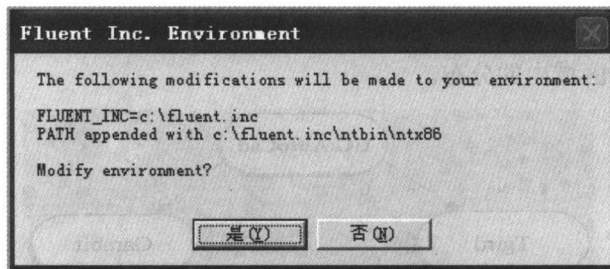 Fluent Inc. Environment
The following modifications will be made to your environment:
FLUENT_INC=c:\fluent.inc
PATH appended with c:\fluent.inc\ntbin\ntx86
Modify environment?
是(Y) 否(N)
Gambit